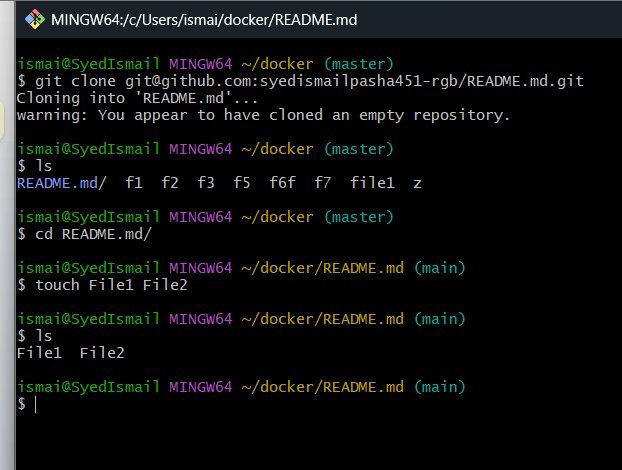 MINGW64:/c/Users/ismai/docker/README.md
ismai@SyedIsmail MINGW64 ~/docker (master)
$ git clone git@github.com:syedismailpasha451-rgb/README.md.git
Cloning into 'README.md'...
warning: You appear to have cloned an empty repository.
ismai@SyedIsmail MINGW64 ~/docker (master)
$ ls
README.md/  f1  f2  f3  f5  f6f  f7  file1  z
ismai@SyedIsmail MINGW64 ~/docker (master)
$ cd README.md/
ismai@SyedIsmail MINGW64 ~/docker/README.md (main)
$ touch File1 File2
ismai@SyedIsmail MINGW64 ~/docker/README.md (main)
$ ls
File1  File2
ismai@SyedIsmail MINGW64 ~/docker/README.md (main)
$